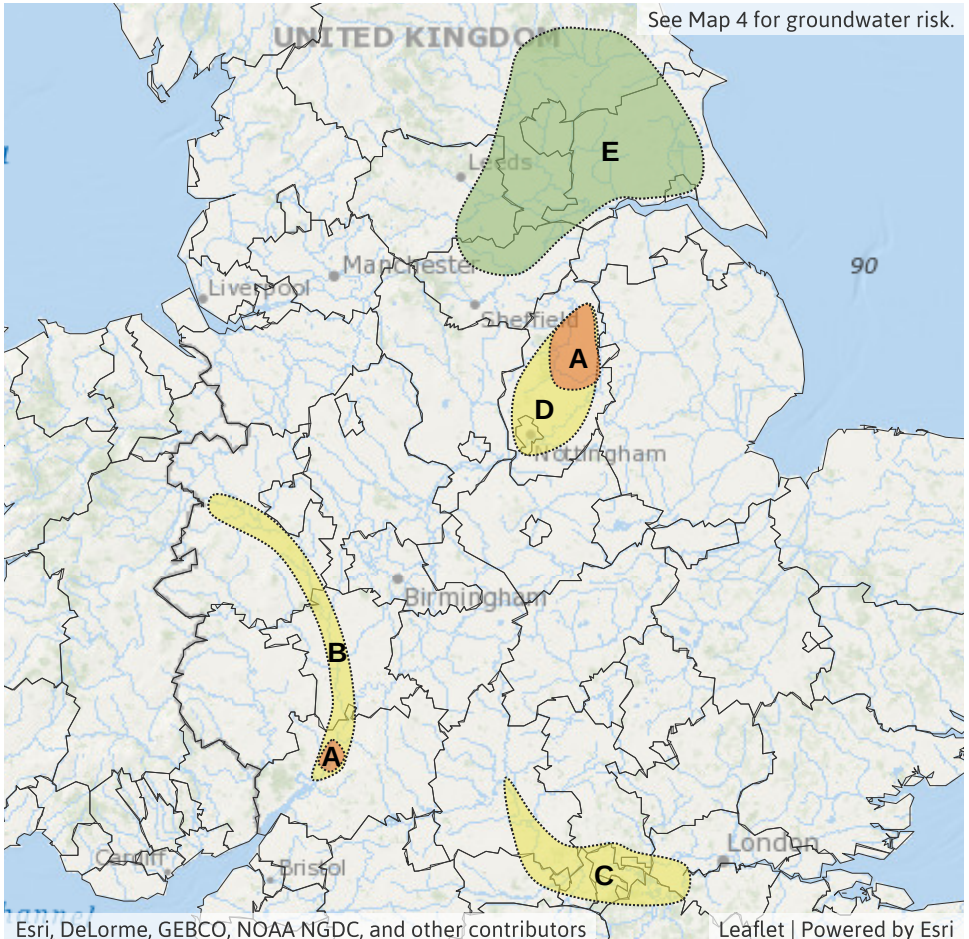 See Map 4 for groundwater risk.
UNITED KINGDOM
E
Leeds
Manchester
90
Liverpool
Sheffield
A
D
Nottingham
Birmingham
B
A
London
Cardiff
Bristol
C
hannel
Esri, DeLorme, GEBCO, NOAA NGDC, and other contributors
Leaflet | Powered by Esri